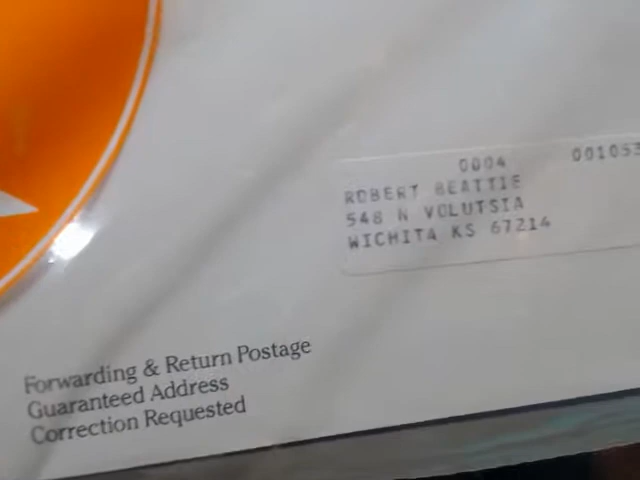 0004 001053
ROBERT BEATTIE
548 N VOLUTSIA
WICHITA KS 67214
Forwarding & Return Postage
Guaranteed Address
Correction Requested